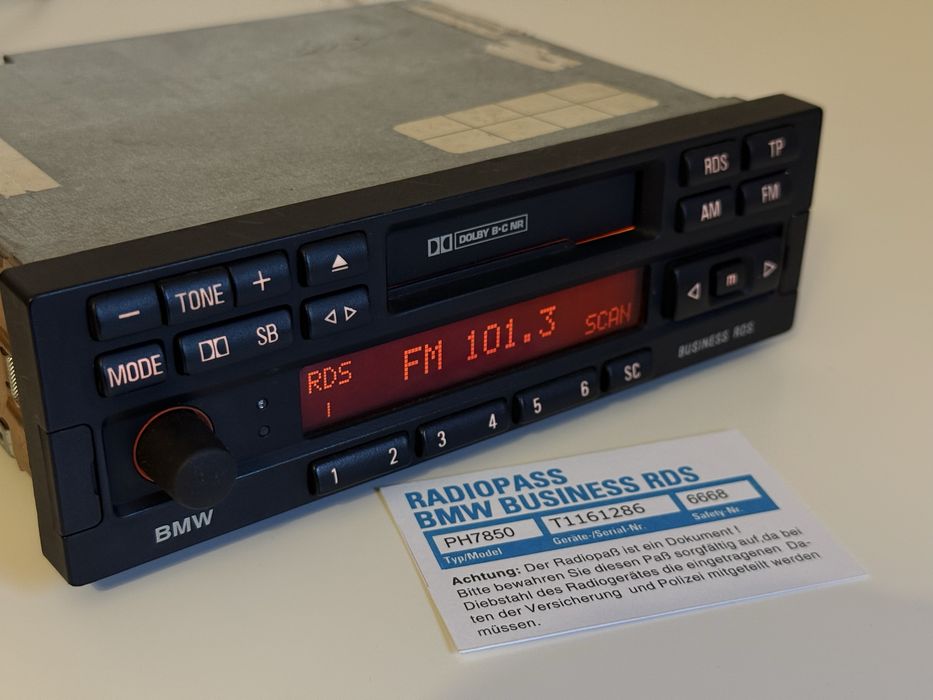 RDS TP
AM FM
DOLBY B·C NR
− TONE +
MODE SB
m
BUSINESS RDS
RDS FM 101.3 SCAN
1
1 2 3 4 5 6 SC
BMW
RADIOPASS
BMW BUSINESS RDS
PH7850 T1161286 6668
Typ/Model Geräte-/Serial-Nr. Safety-Nr.
Achtung: Der Radiopaß ist ein Dokument !
Bitte bewahren Sie diesen Paß sorgfältig auf,da bei
Diebstahl des Radiogerätes die eingetragenen Da-
ten der Versicherung und Polizei mitgeteilt werden
müssen.